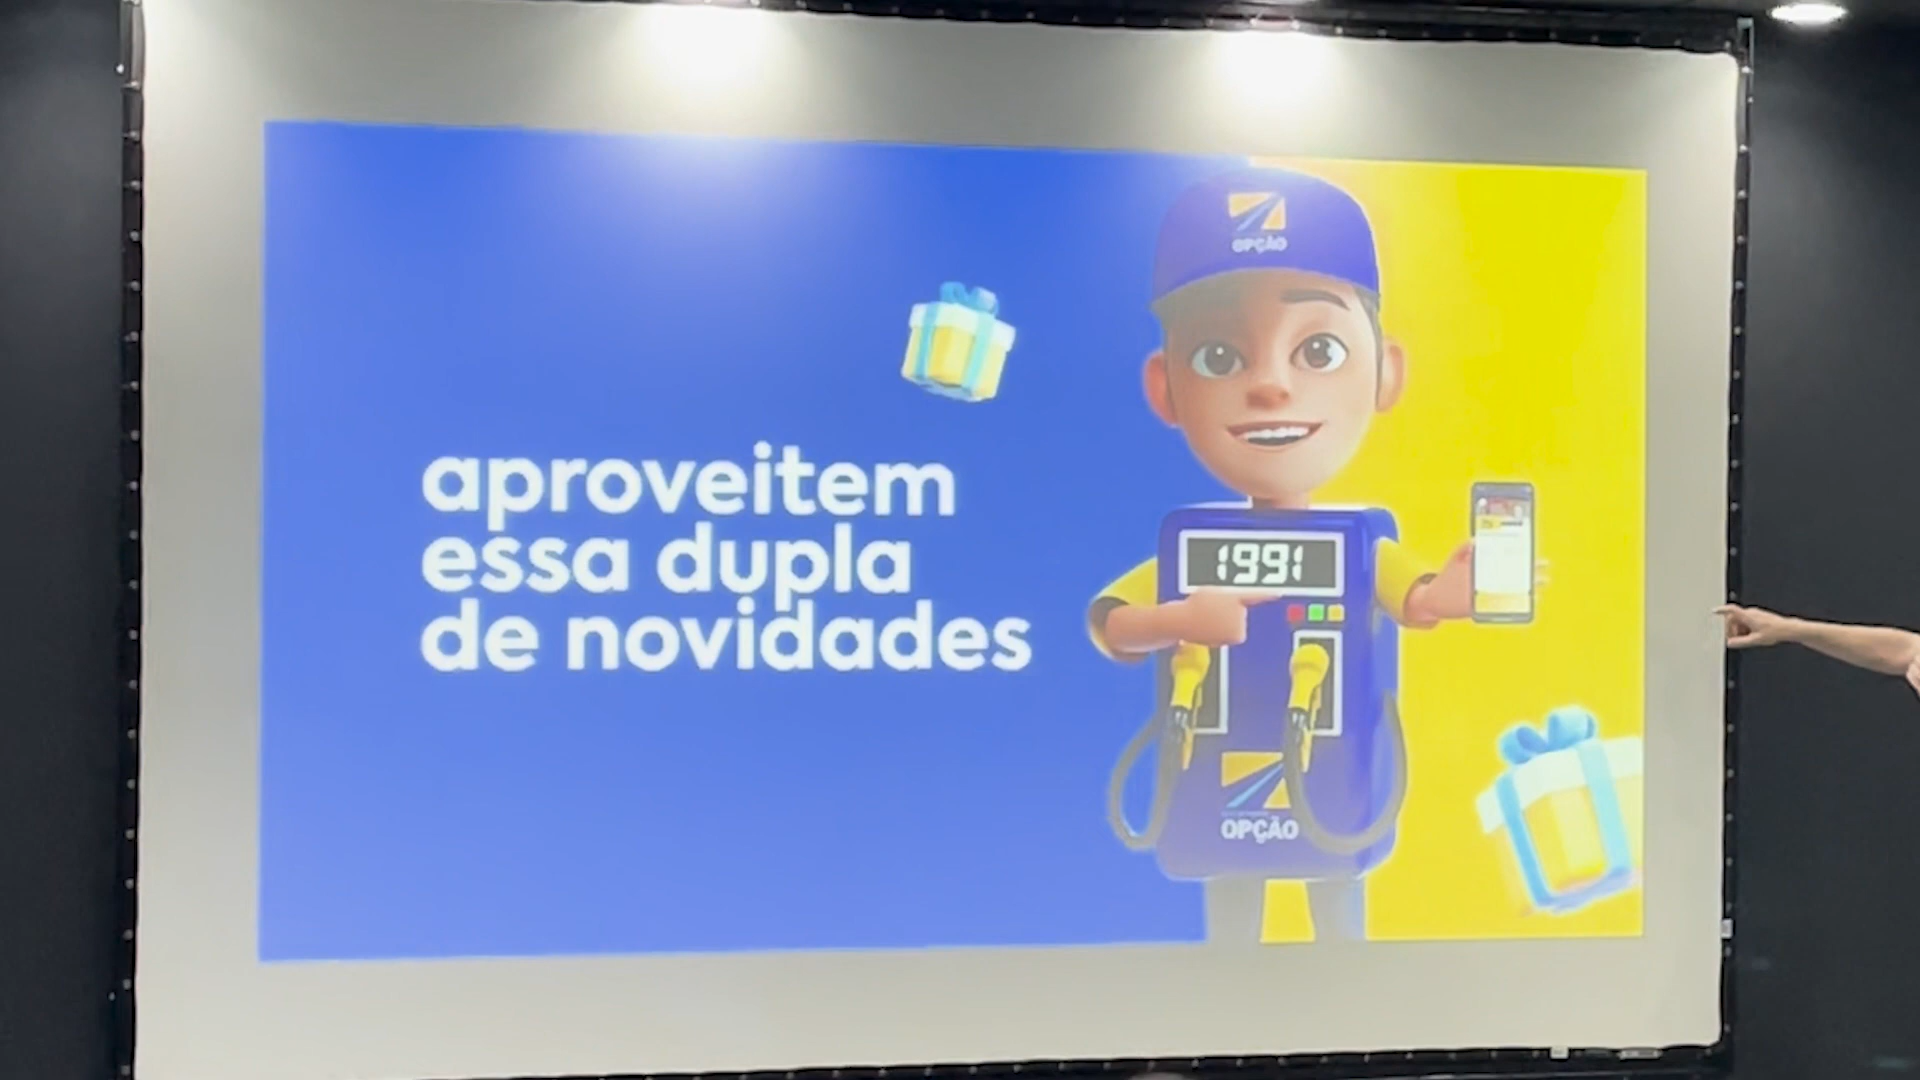 aproveitem
essa dupla
de novidades
OPÇÃO
1991
OPÇÃO